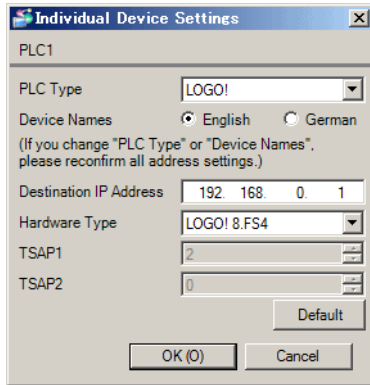 Individual Device Settings
PLC1
PLC Type LOGO!
Device Names English German
(If you change "PLC Type" or "Device Names",
please reconfirm all address settings.)
Destination IP Address 192. 168. 0. 1
Hardware Type LOGO! 8.FS4
TSAP1 2
TSAP2 0
Default
OK (O) Cancel